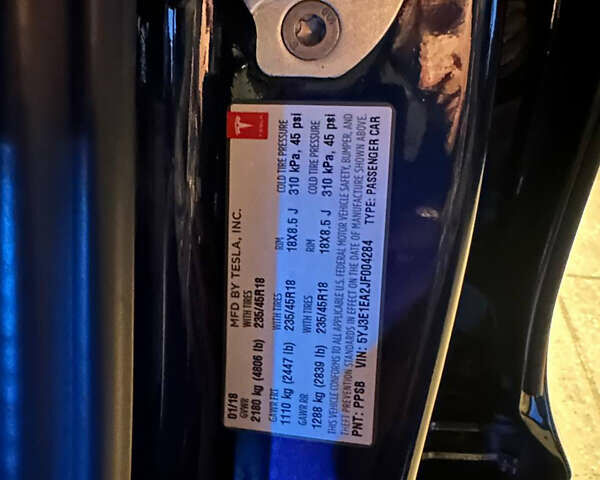 TESLA
MFD BY TESLA, INC.
01/18
GVWR WITH TIRES RIM COLD TIRE PRESSURE
2180 kg (4806 lb) 235/45R18 18X8.5 J 310 kPa, 45 psi
GAWR FRT WITH TIRES RIM COLD TIRE PRESSURE
1110 kg (2447 lb) 235/45R18 18X8.5 J 310 kPa, 45 psi
GAWR RR WITH TIRES
1288 kg (2839 lb) 235/45R18
THIS VEHICLE CONFORMS TO ALL APPLICABLE U.S. FEDERAL MOTOR VEHICLE SAFETY, BUMPER, AND
THEFT PREVENTION STANDARDS IN EFFECT ON THE DATE OF MANUFACTURE SHOWN ABOVE.
PNT: PPSB VIN: 5YJ3E1EA2JF004284 TYPE: PASSENGER CAR